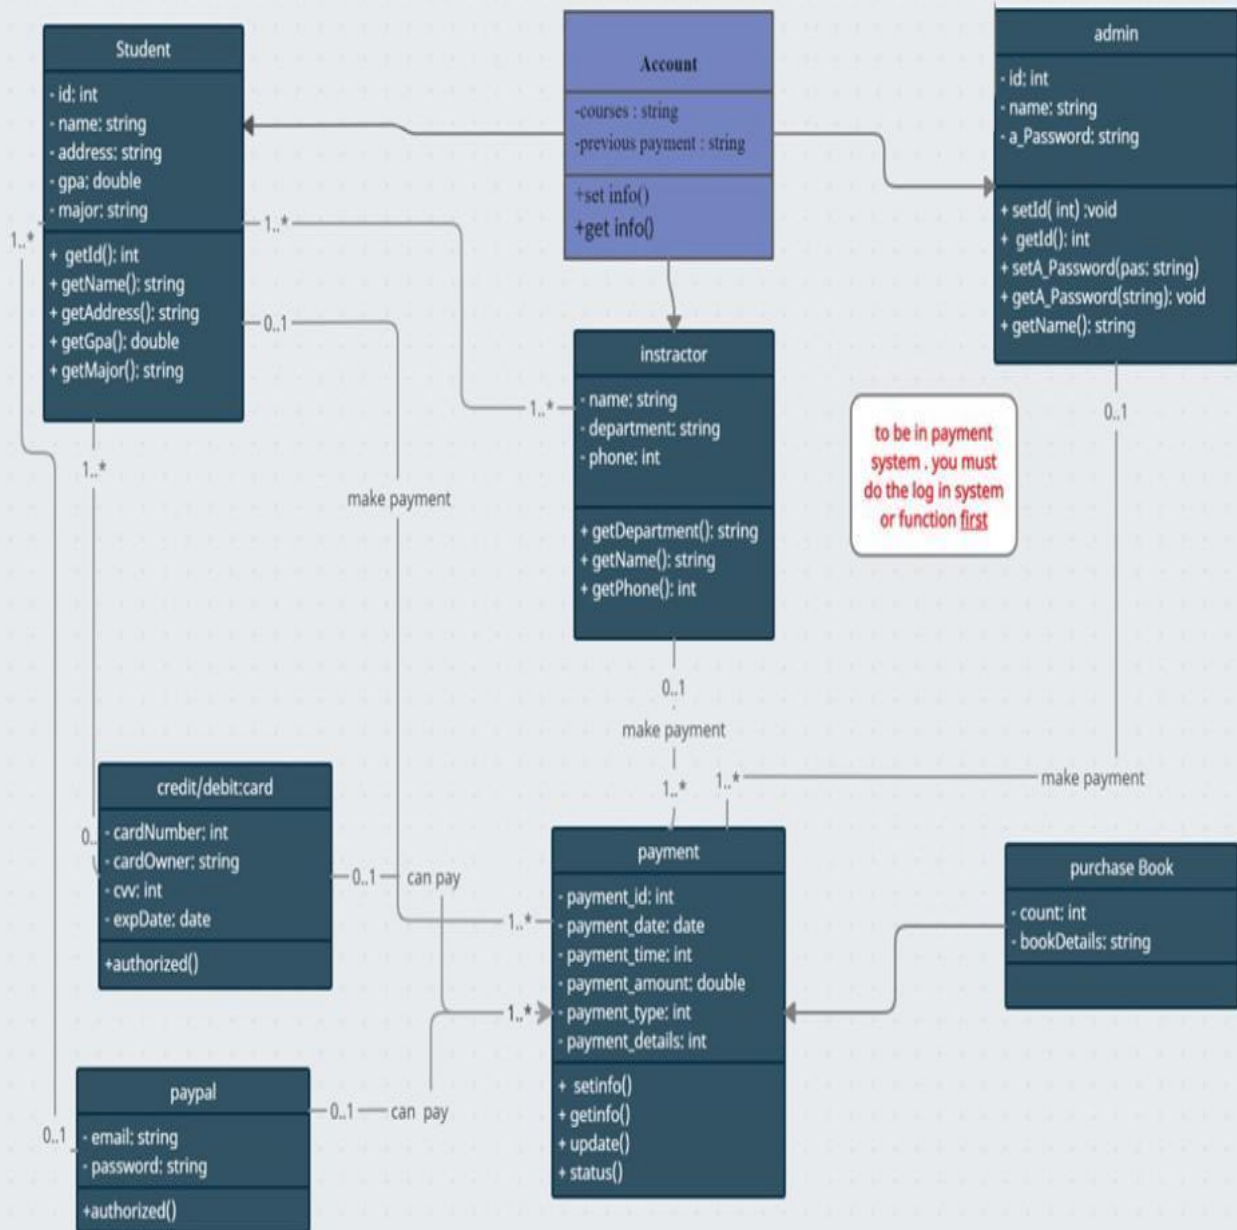 Student
- id: int
- name: string
- address: string
- gpa: double
- major: string
+ getId(): int
+ getName(): string
+ getAddress(): string
+ getGpa(): double
+ getMajor(): string
Account
-courses : string
-previous payment : string
+set info()
+get info()
admin
- id: int
- name: string
- a_Password: string
+ setId( int) :void
+ getId(): int
+ setA_Password(pas: string)
+ getA_Password(string): void
+ getName(): string
1..*
1..*
0..1
1..*
1..*
make payment
instractor
- name: string
- department: string
- phone: int
+ getDepartment(): string
+ getName(): string
+ getPhone(): int
to be in payment
system , you must
do the log in system
or function first
0..1
0..1
make payment
1..*
1..*
make payment
credit/debit:card
- cardNumber: int
- cardOwner: string
- cvv: int
- expDate: date
+authorized()
0..
0..1
can pay
1..*
1..*
payment
- payment_id: int
- payment_date: date
- payment_time: int
- payment_amount: double
- payment_type: int
- payment_details: int
+ setinfo()
+ getinfo()
+ update()
+ status()
purchase Book
- count: int
- bookDetails: string
paypal
- email: string
- password: string
+authorized()
0..1
0..1
can pay